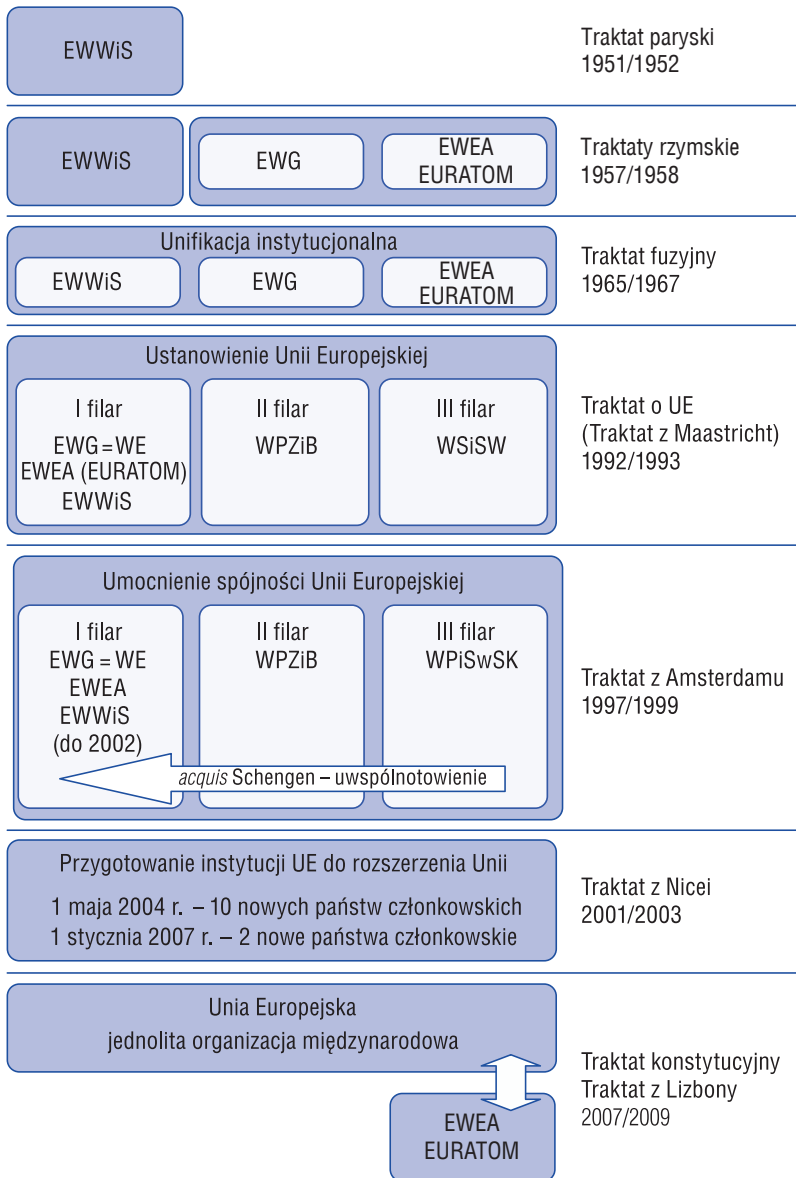 EWWiS
Traktat paryski
1951/1952
EWWiS
EWG
EWEA
EURATOM
Traktaty rzymskie
1957/1958
Unifikacja instytucjonalna
EWWiS
EWG
EWEA
EURATOM
Traktat fuzyjny
1965/1967
Ustanowienie Unii Europejskiej
I filar
EWG=WE
EWEA (EURATOM)
EWWiS
II filar
WPZiB
III filar
WSiSW
Traktat o UE
(Traktat z Maastricht)
1992/1993
Umocnienie spójności Unii Europejskiej
I filar
EWG = WE
EWEA
EWWiS
(do 2002)
II filar
WPZiB
III filar
WPiSwSK
acquis Schengen – uwspólnotowienie
Traktat z Amsterdamu
1997/1999
Przygotowanie instytucji UE do rozszerzenia Unii
1 maja 2004 r. – 10 nowych państw członkowskich
1 stycznia 2007 r. – 2 nowe państwa członkowskie
Traktat z Nicei
2001/2003
Unia Europejska
jednolita organizacja międzynarodowa
EWEA
EURATOM
Traktat konstytucyjny
Traktat z Lizbony
2007/2009